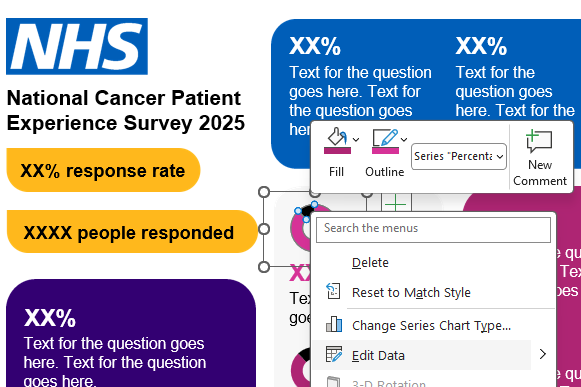 NHS
National Cancer Patient
Experience Survey 2025
XX% response rate
XXXX people responded
XX%
Text for the question
goes here. Text for the question
goes here.
XX%
Text for the question
goes here. Text for
the question goes
XX%
Text for the
question goes
here. Text for the
Fill
Outline
Series "Percenta
New
Comment
Search the menus
Delete
Reset to Match Style
Change Series Chart Type...
Edit Data
3-D Rotation